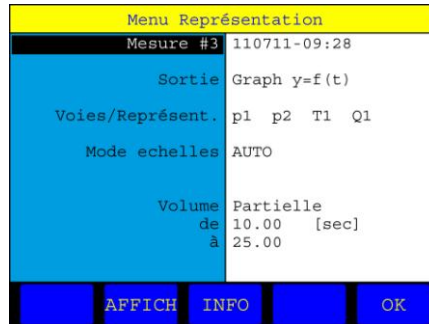 Menu Représentation
Mesure #3 110711-09:28
Sortie Graph y=f(t)
Voies/Représent. p1 p2 T1 Q1
Mode echelles AUTO
Volume Partielle
de 10.00 [sec]
à 25.00
AFFICH INFO OK